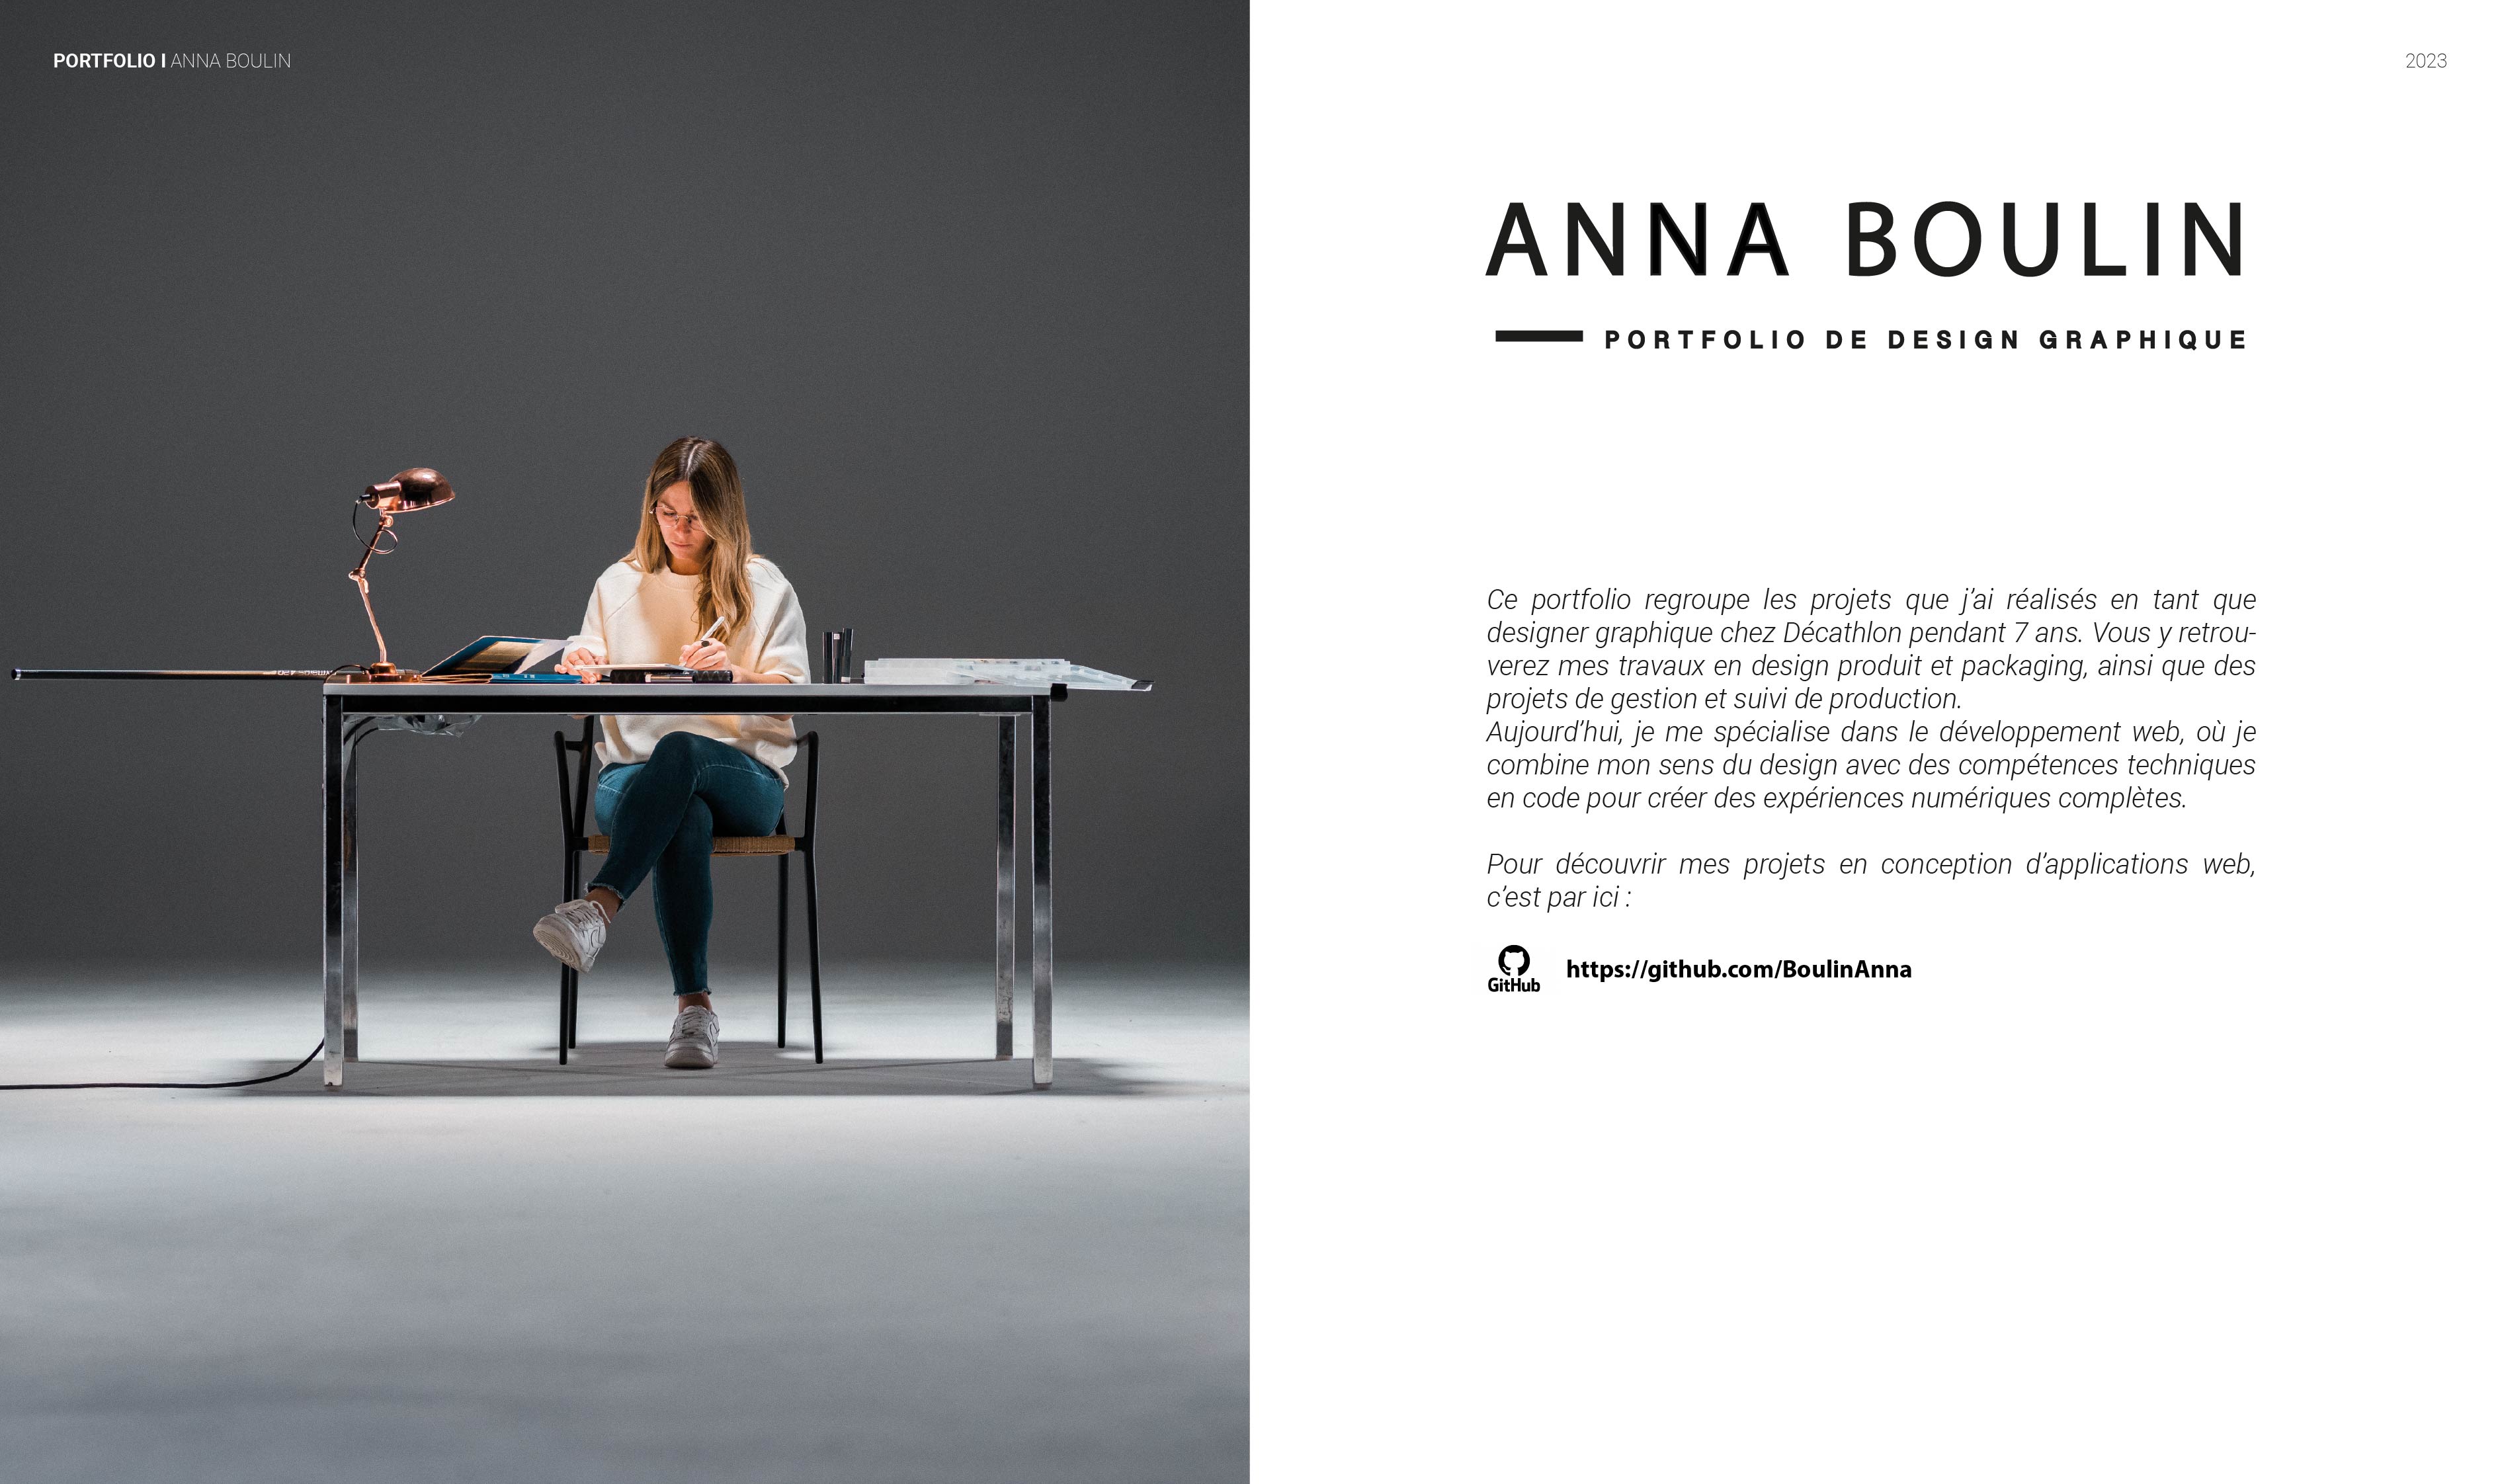 PORTFOLIO I ANNA BOULIN
2023
ANNA BOULIN
PORTFOLIO DE DESIGN GRAPHIQUE
Ce portfolio regroupe les projets que j’ai réalisés en tant que
designer graphique chez Décathlon pendant 7 ans. Vous y retrou-
verez mes travaux en design produit et packaging, ainsi que des
projets de gestion et suivi de production.
Aujourd’hui, je me spécialise dans le développement web, où je
combine mon sens du design avec des compétences techniques
en code pour créer des expériences numériques complètes.
Pour découvrir mes projets en conception d’applications web,
c’est par ici :
GitHub
https://github.com/BoulinAnna